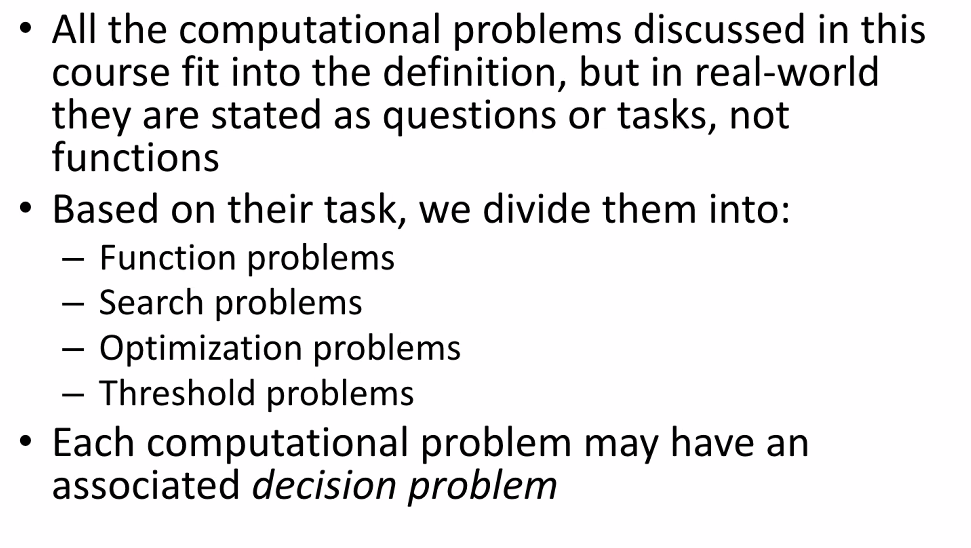 • All the computational problems discussed in this
course fit into the definition, but in real-world
they are stated as questions or tasks, not
functions
• Based on their task, we divide them into:
– Function problems
– Search problems
– Optimization problems
– Threshold problems
• Each computational problem may have an
associated decision problem